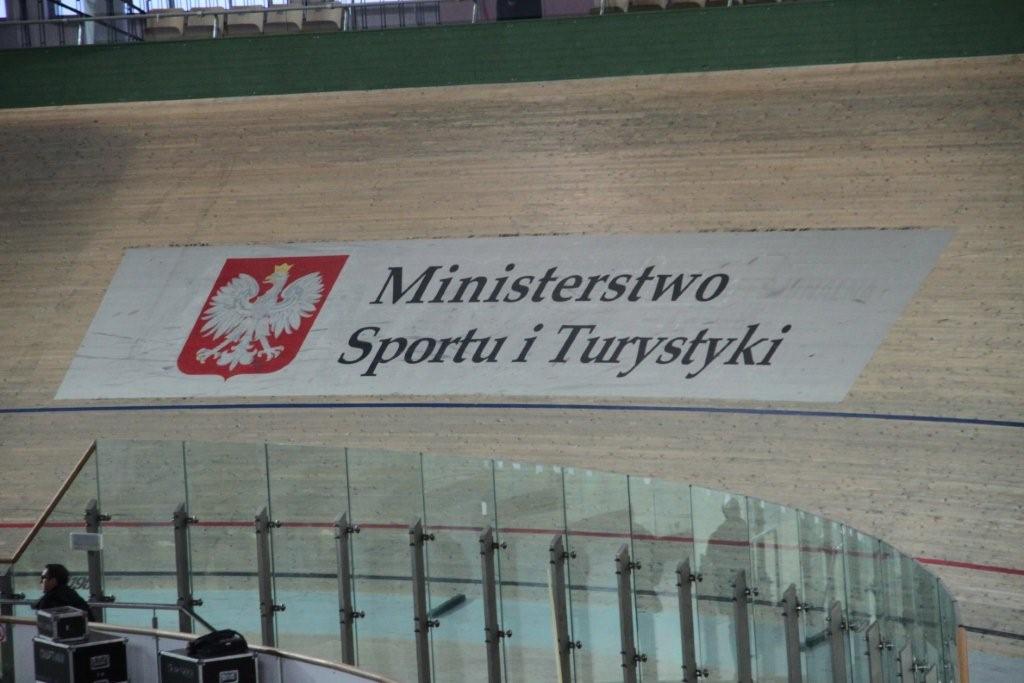 Ministerstwo
Sportu i Turystyki